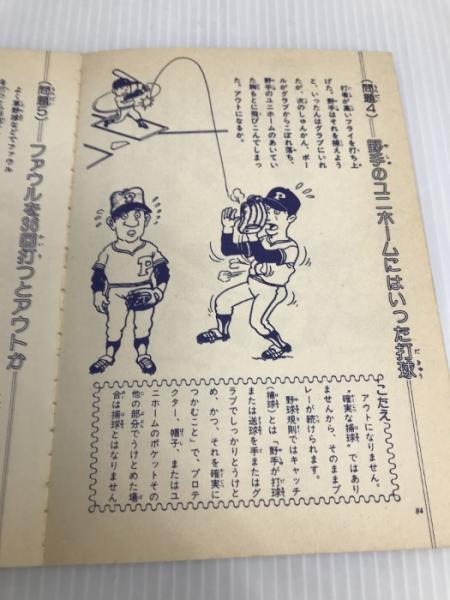 (問題4)――野手のユニホームにはいった打球
打者が高いフライを打ち上
げた。野手はそれを捕えよう
と、いったんはグラブにいれ
たが、次のしゅんかん、ボー
ルがグラブからこぼれ落ち、
野手のユニホームのあいてい
た胸もとに飛びこんでしまっ
た。アウトになるか。
P
P
こたえ
アウトになりません。
“確実な捕球”ではあり
ませんから、そのままプ
レーが続けられます。
野球規則ではキャッチ
(捕球)とは「野手が打球
または送球を手またはグ
ラブでしっかりとうけと
め、かつ、それを確実に
つかむこと」で、プロテ
クター、帽子、またはユ
ニホームのポケットその
他の部分でうけとめた場
合は捕球とはなりません
84
(問題5)――ファウルを36回打つとアウトか